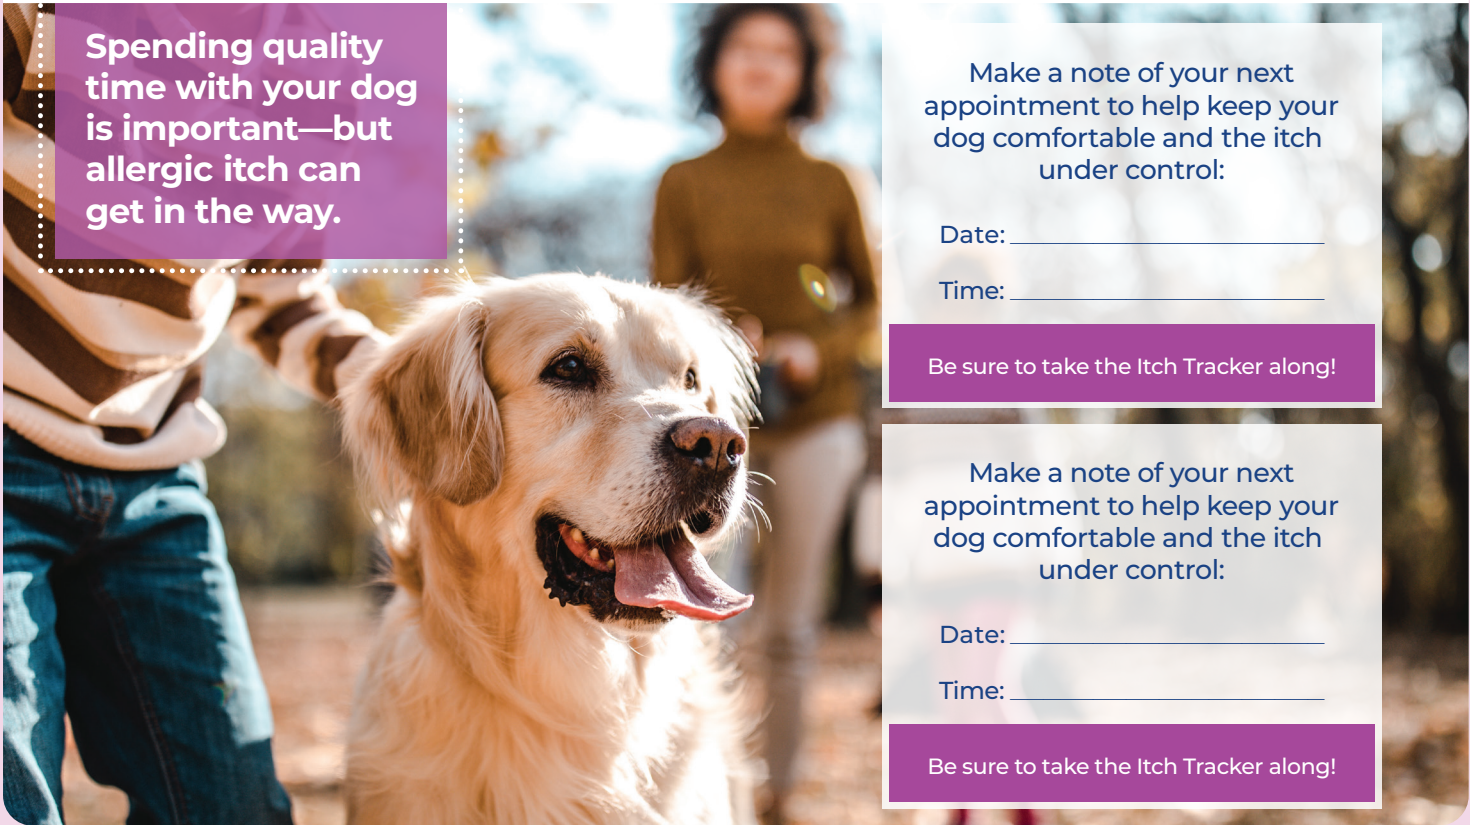 Spending quality
time with your dog
is important—but
allergic itch can
get in the way.
Make a note of your next
appointment to help keep your
dog comfortable and the itch
under control:
Date:
Time:
Be sure to take the Itch Tracker along!
Make a note of your next
appointment to help keep your
dog comfortable and the itch
under control:
Date:
Time:
Be sure to take the Itch Tracker along!